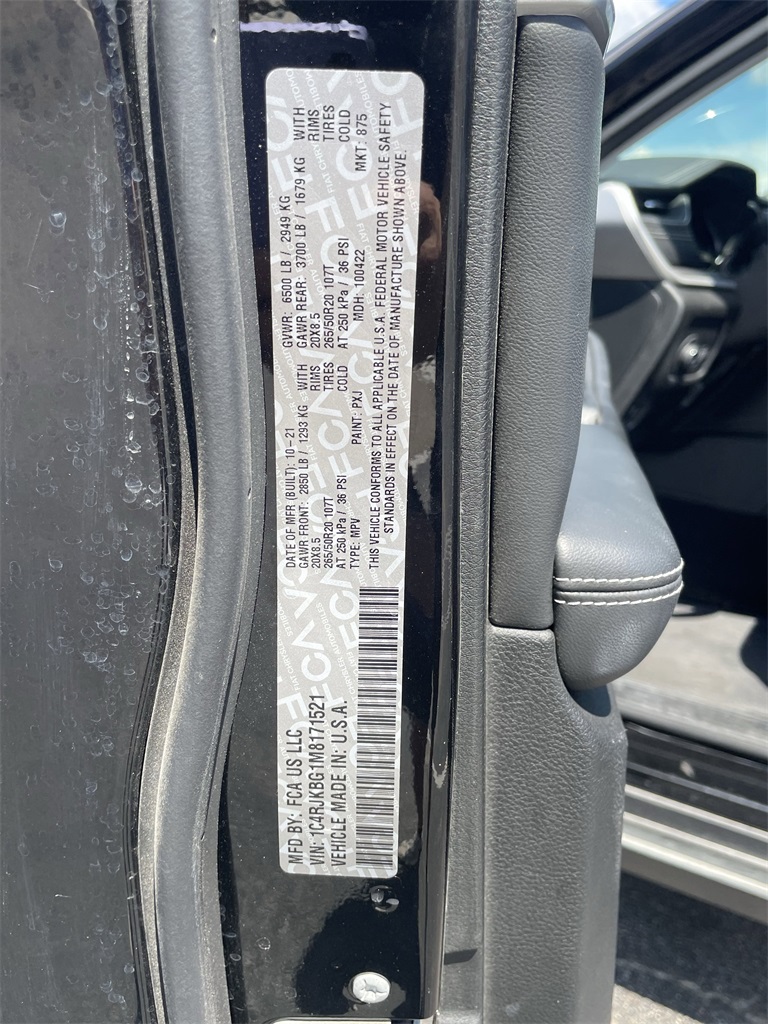 MFD BY: FCA US LLC
DATE OF MFR (BUILT): 10-21
GVWR: 6500 LB / 2949 KG
VIN: 1C4RJKBG1M8171521
GAWR FRONT: 2850 LB / 1293 KG WITH
GAWR REAR: 3700 LB / 1679 KG WITH
20X8.5 RIMS
20X8.5 RIMS
265/50R20 107T TIRES
265/50R20 107T TIRES
AT 250 kPa / 36 PSI COLD
AT 250 kPa / 36 PSI COLD
VEHICLE MADE IN: U.S.A.
TYPE: MPV PAINT: PXJ MDH: 100422 MKT: 875
THIS VEHICLE CONFORMS TO ALL APPLICABLE U.S.A. FEDERAL MOTOR VEHICLE SAFETY
STANDARDS IN EFFECT ON THE DATE OF MANUFACTURE SHOWN ABOVE.